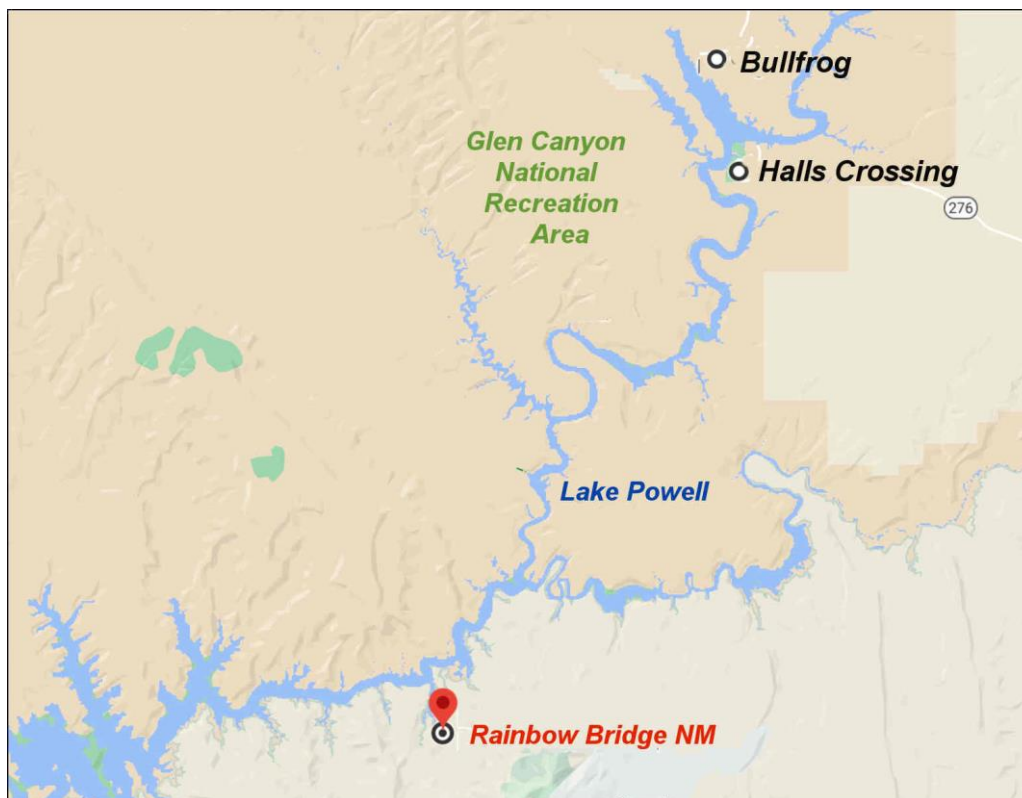 Bullfrog
Glen Canyon
National
Recreation
Area
Halls Crossing
276
Lake Powell
Rainbow Bridge NM